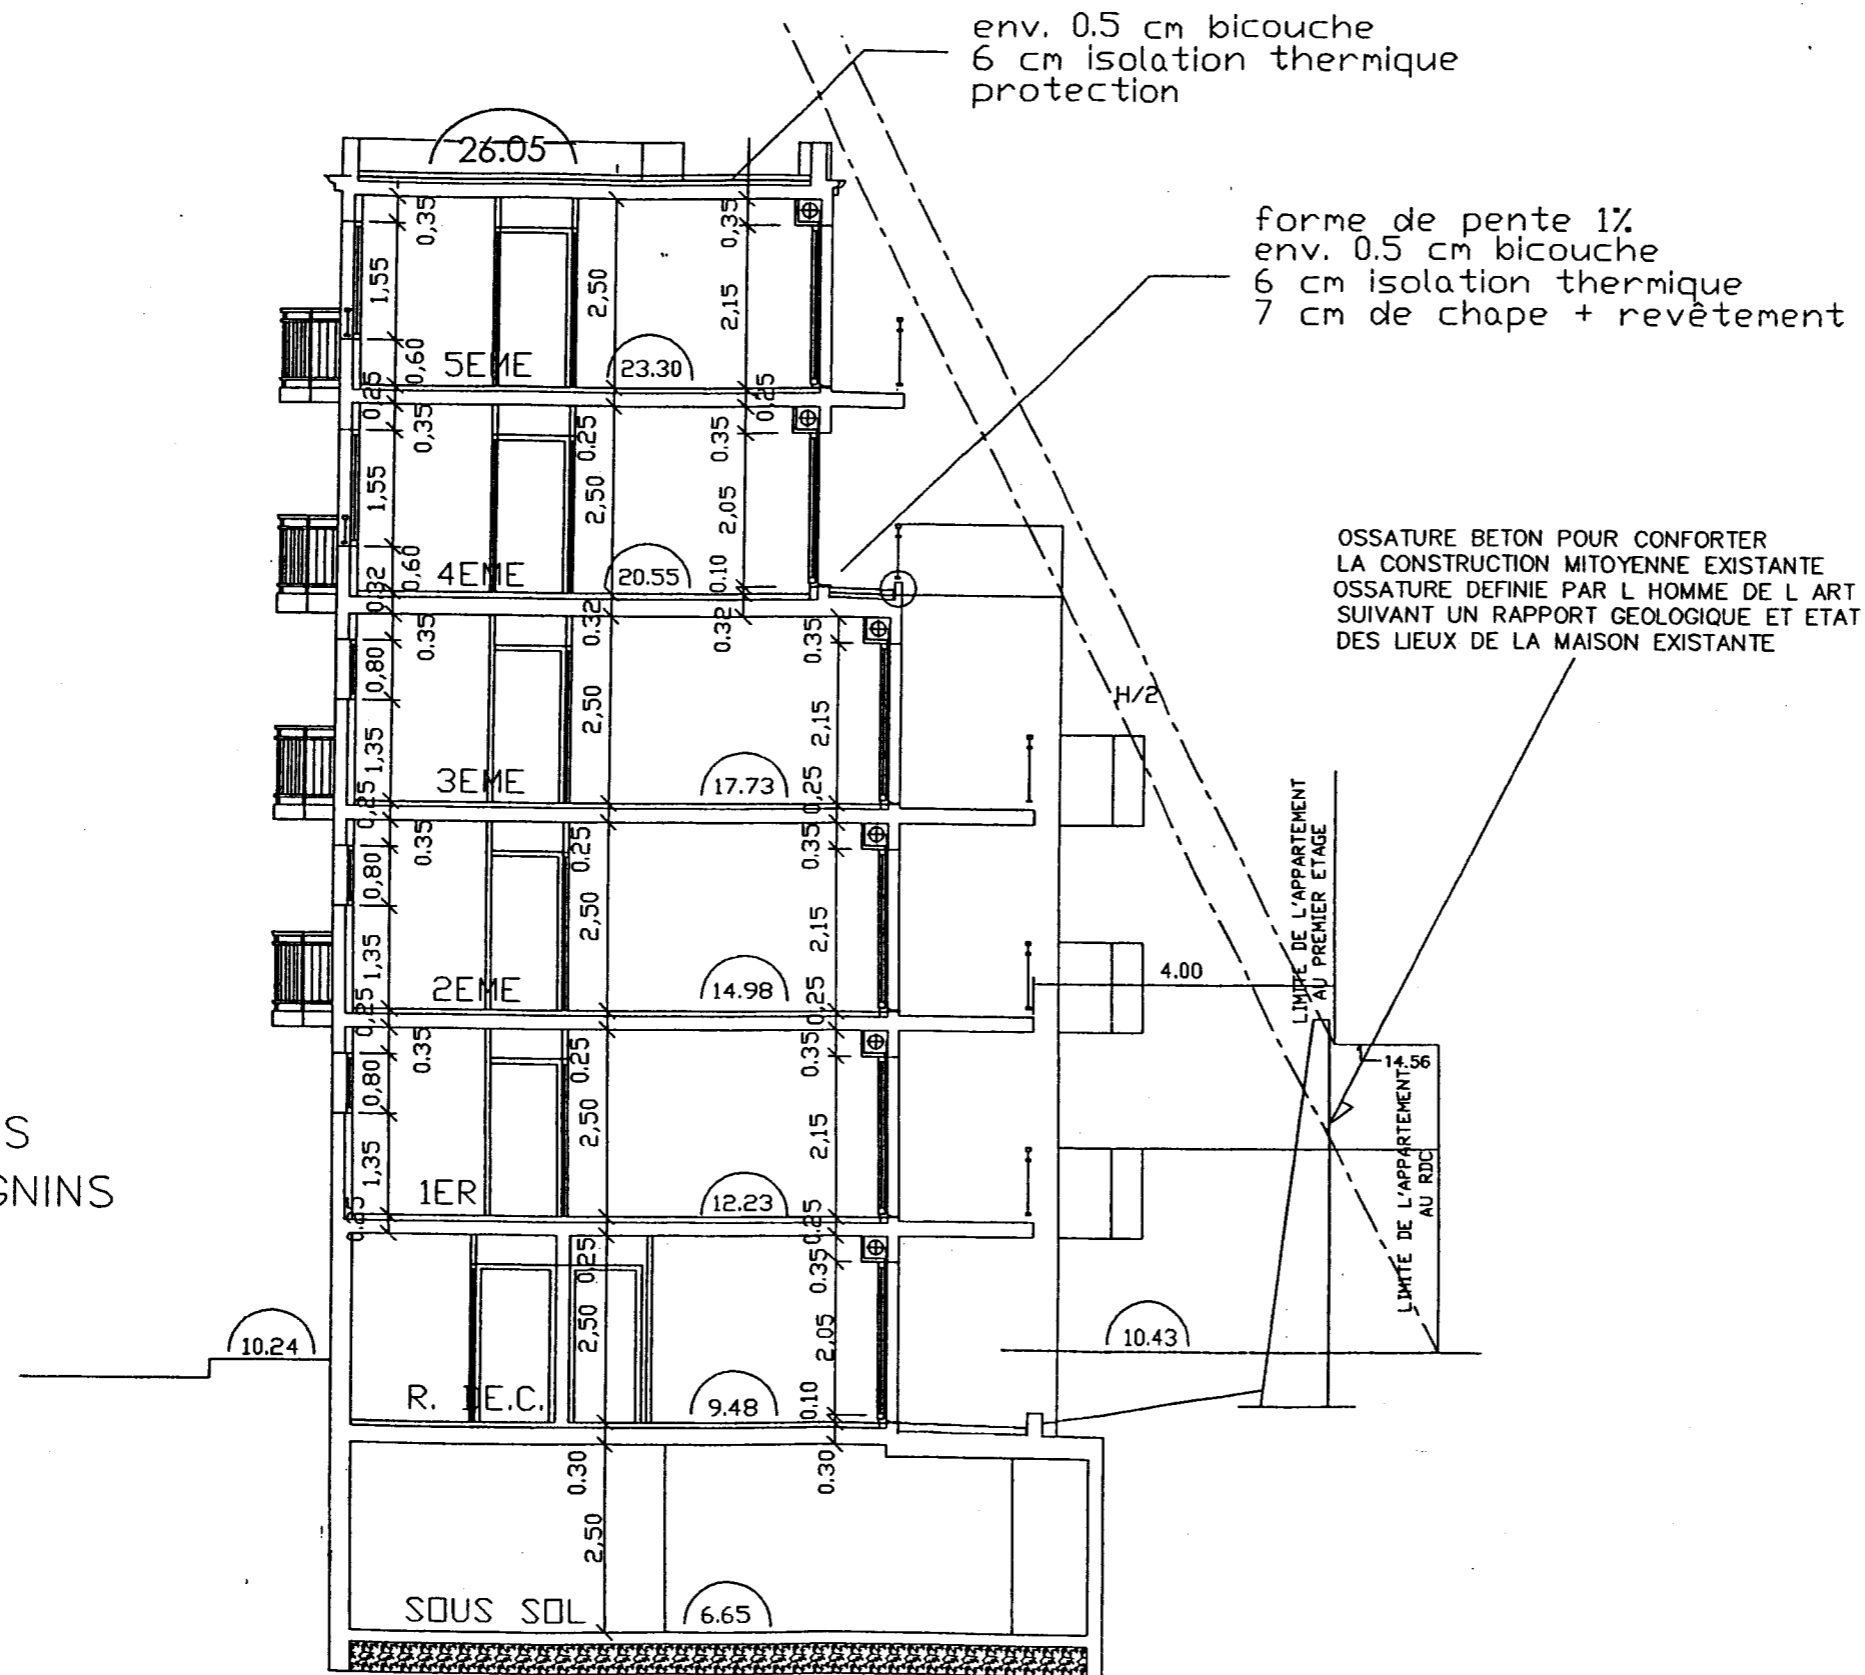 env. 0.5 cm bicouche
6 cm isolation thermique
protection
26.05
forme de pente 1%
env. 0.5 cm bicouche
6 cm isolation thermique
7 cm de chape + revêtement
0,35
0,35
1,55
2,50
2,15
0,60
5EME
23.30
0.25
0.25
0,35
0.25
0.35
1,55
2,50
2,05
0,60
4EME
20.55
0.10
0.32
0.32
0.32
OSSATURE BETON POUR CONFORTER
LA CONSTRUCTION MITOYENNE EXISTANTE
OSSATURE DEFINIE PAR L HOMME DE L ART
SUIVANT UN RAPPORT GEOLOGIQUE ET ETAT
DES LIEUX DE LA MAISON EXISTANTE
0.35
0.35
0,80
2,50
2,15
H/2
1,35
3EME
17.73
0,25
0,25
0.35
0.25
0.35
0,80
2,50
2,15
1,35
2EME
14.98
0,25
0,25
4.00
LIMITE DE L'APPARTEMENT
AU PREMIER ETAGE
0.35
0.25
0.35
14.56
0,80
2,50
2,15
1,35
1ER
12.23
0.25
0.25
LIMITE DE L'APPARTEMENT
AU RDC
S
GNINS
0.25
0.35
2,50
2,05
10.24
10.43
R. DE.C.
9.48
0.10
0.30
0.30
2,50
SOUS SOL
6.65